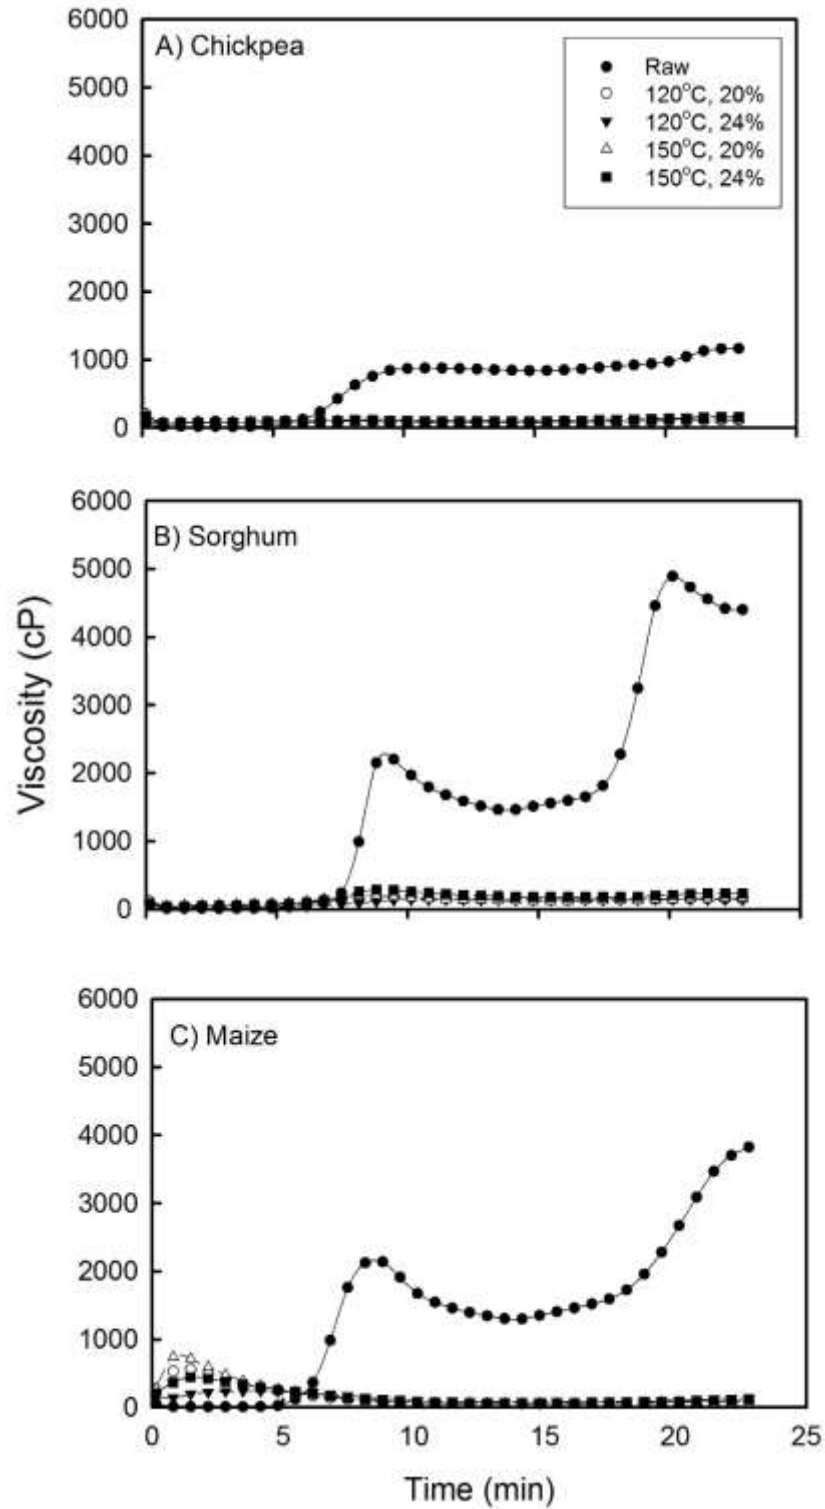 6000
A) Chickpea
5000
4000
3000
2000
1000
0
Raw
120°C, 20%
120°C, 24%
150°C, 20%
150°C, 24%
6000
B) Sorghum
5000
4000
3000
2000
1000
0
Viscosity (cP)
6000
C) Maize
5000
4000
3000
2000
1000
0
0 5 10 15 20 25
Time (min)